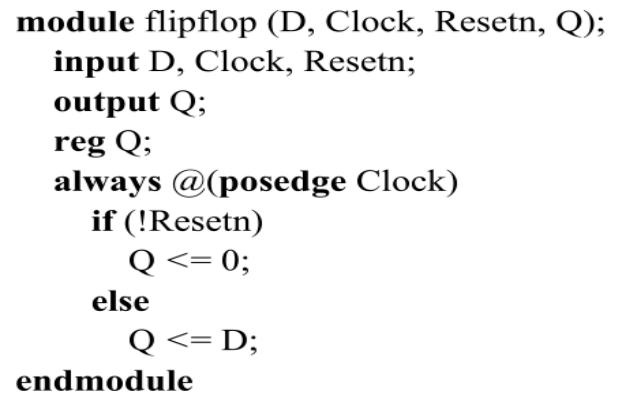 module flipflop (D, Clock, Resetn, Q);
input D, Clock, Resetn;
output Q;
reg Q;
always @(posedge Clock)
if (!Resetn)
Q <= 0;
else
Q <= D;
endmodule